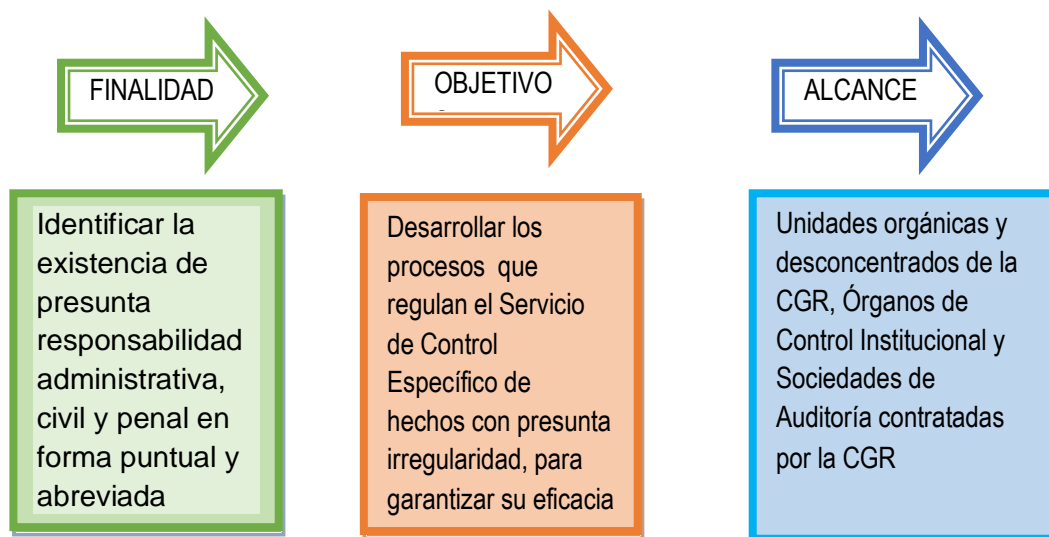 FINALIDAD
OBJETIVO
ALCANCE
Identificar la
existencia de
presunta
responsabilidad
administrativa,
civil y penal en
forma puntual y
abreviada
Desarrollar los
procesos que
regulan el Servicio
de Control
Específico de
hechos con presunta
irregularidad, para
garantizar su eficacia
Unidades orgánicas y
desconcentrados de la
CGR, Órganos de
Control Institucional y
Sociedades de
Auditoría contratadas
por la CGR